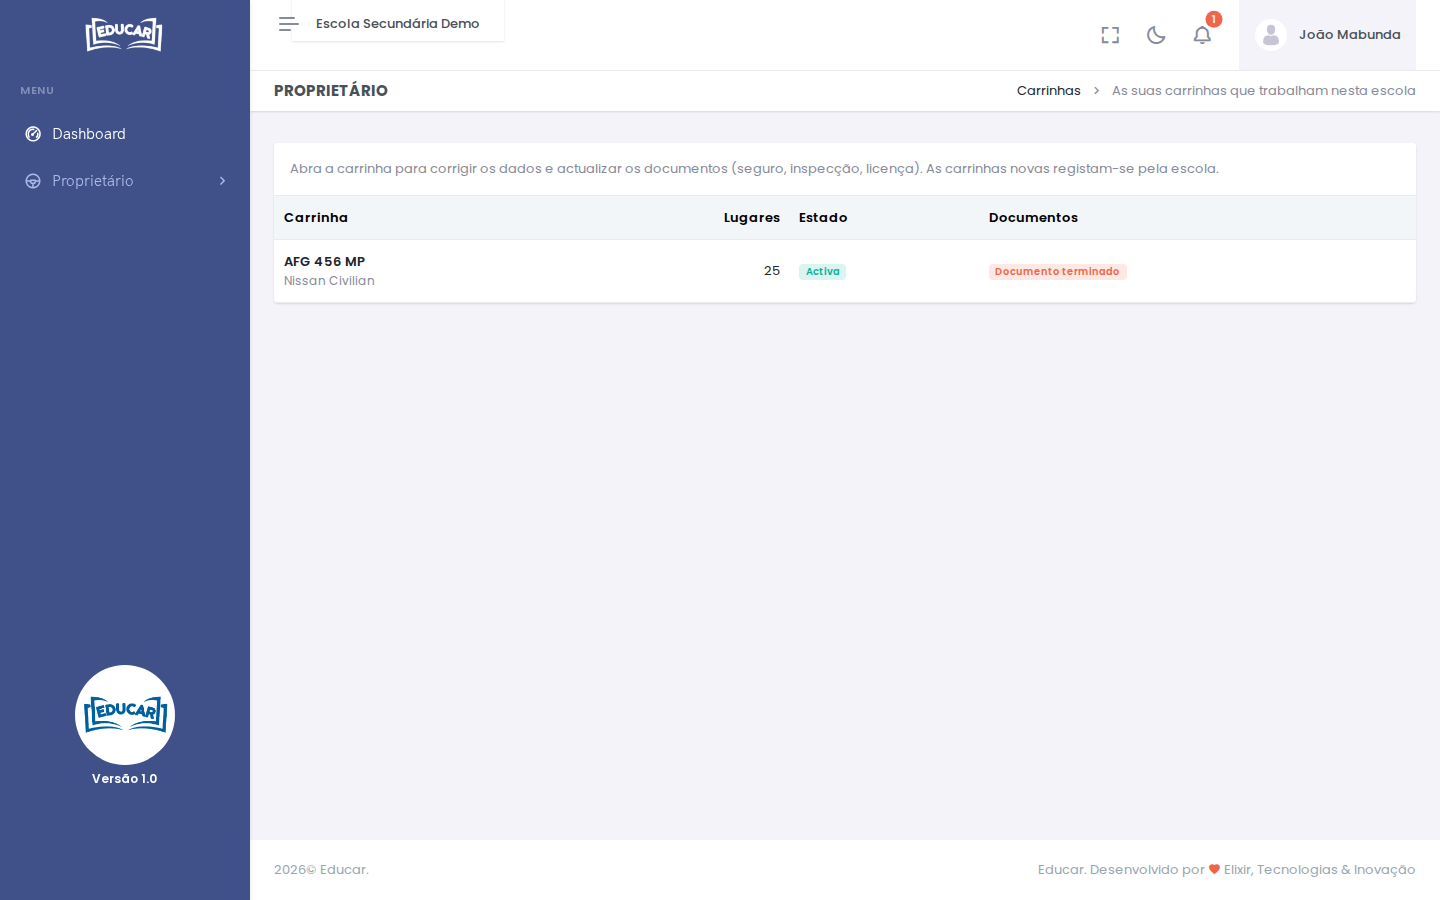 EDUCAR
MENU
Dashboard
Proprietário
EDUCAR
Versão 1.0
Escola Secundária Demo
1
João Mabunda
PROPRIETÁRIO
Carrinhas > As suas carrinhas que trabalham nesta escola
Abra a carrinha para corrigir os dados e actualizar os documentos (seguro, inspecção, licença). As carrinhas novas registam-se pela escola.
Carrinha Lugares Estado Documentos
AFG 456 MP
Nissan Civilian
25 Activa Documento terminado
2026© Educar.
Educar. Desenvolvido por Elixir, Tecnologias & Inovação